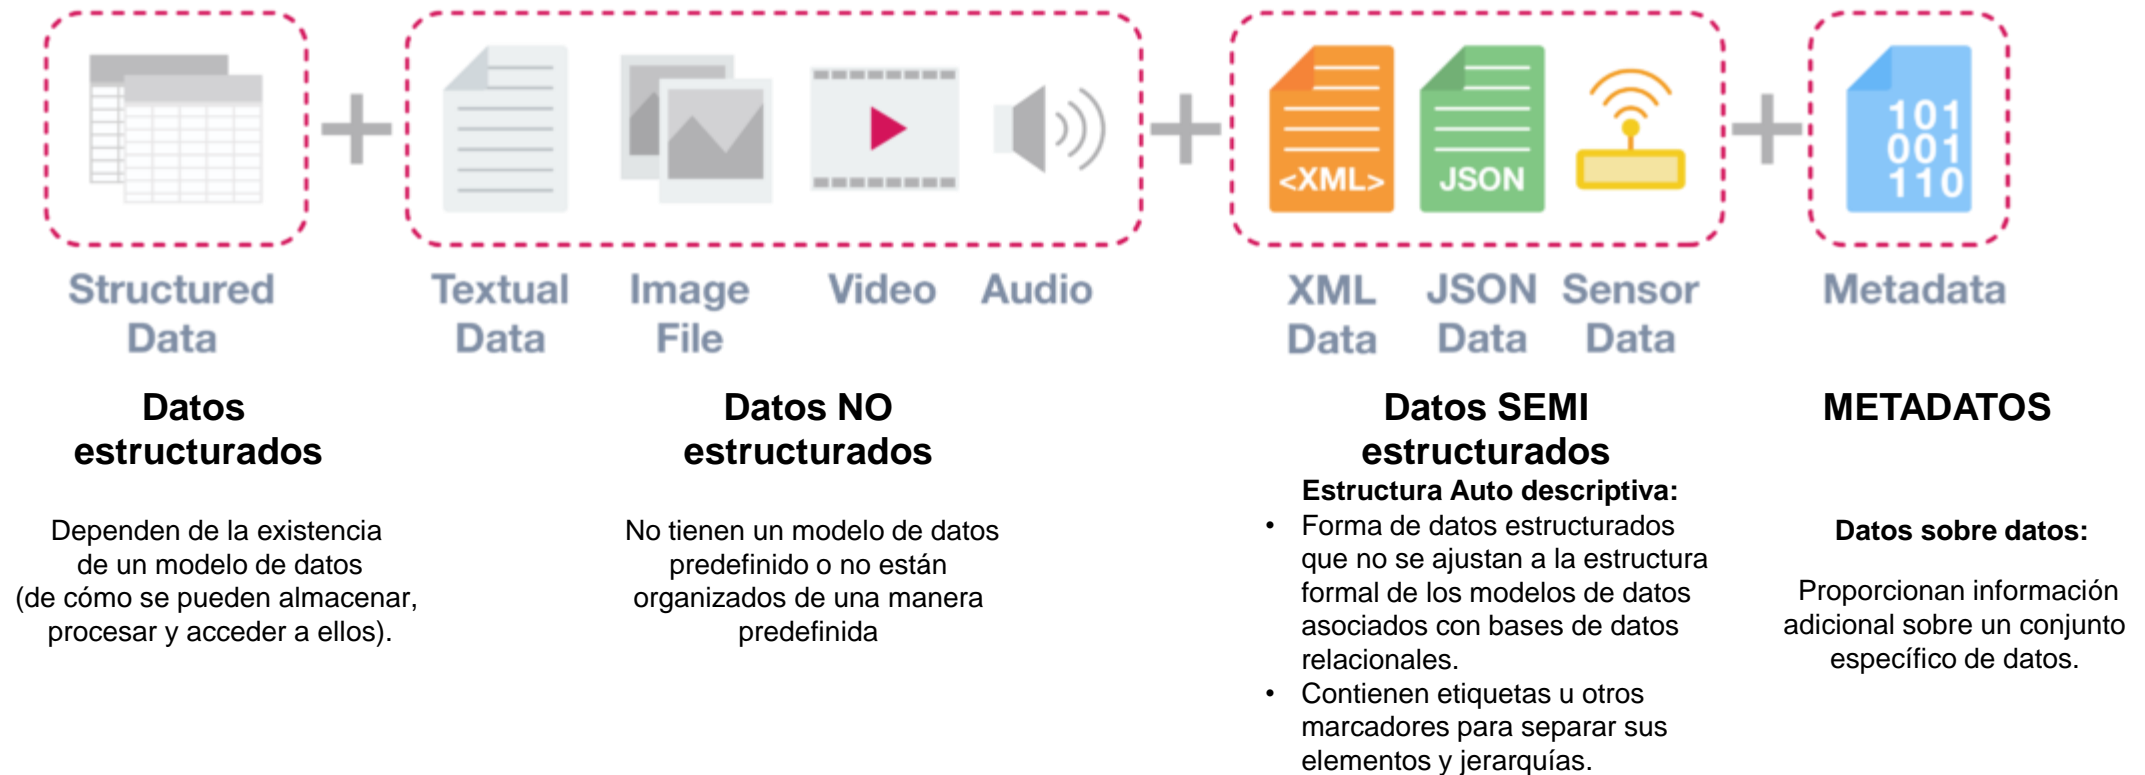 <XML>
JSON
101
001
110
Structured
Data
Textual
Data
Image
File
Video
Audio
XML
Data
JSON
Data
Sensor
Data
Metadata
Datos
estructurados
Dependen de la existencia
de un modelo de datos
(de cómo se pueden almacenar,
procesar y acceder a ellos).
Datos NO
estructurados
No tienen un modelo de datos
predefinido o no están
organizados de una manera
predefinida
Datos SEMI
estructurados
Estructura Auto descriptiva:
• Forma de datos estructurados
que no se ajustan a la estructura
formal de los modelos de datos
asociados con bases de datos
relacionales.
• Contienen etiquetas u otros
marcadores para separar sus
elementos y jerarquías.
METADATOS
Datos sobre datos:
Proporcionan información
adicional sobre un conjunto
específico de datos.